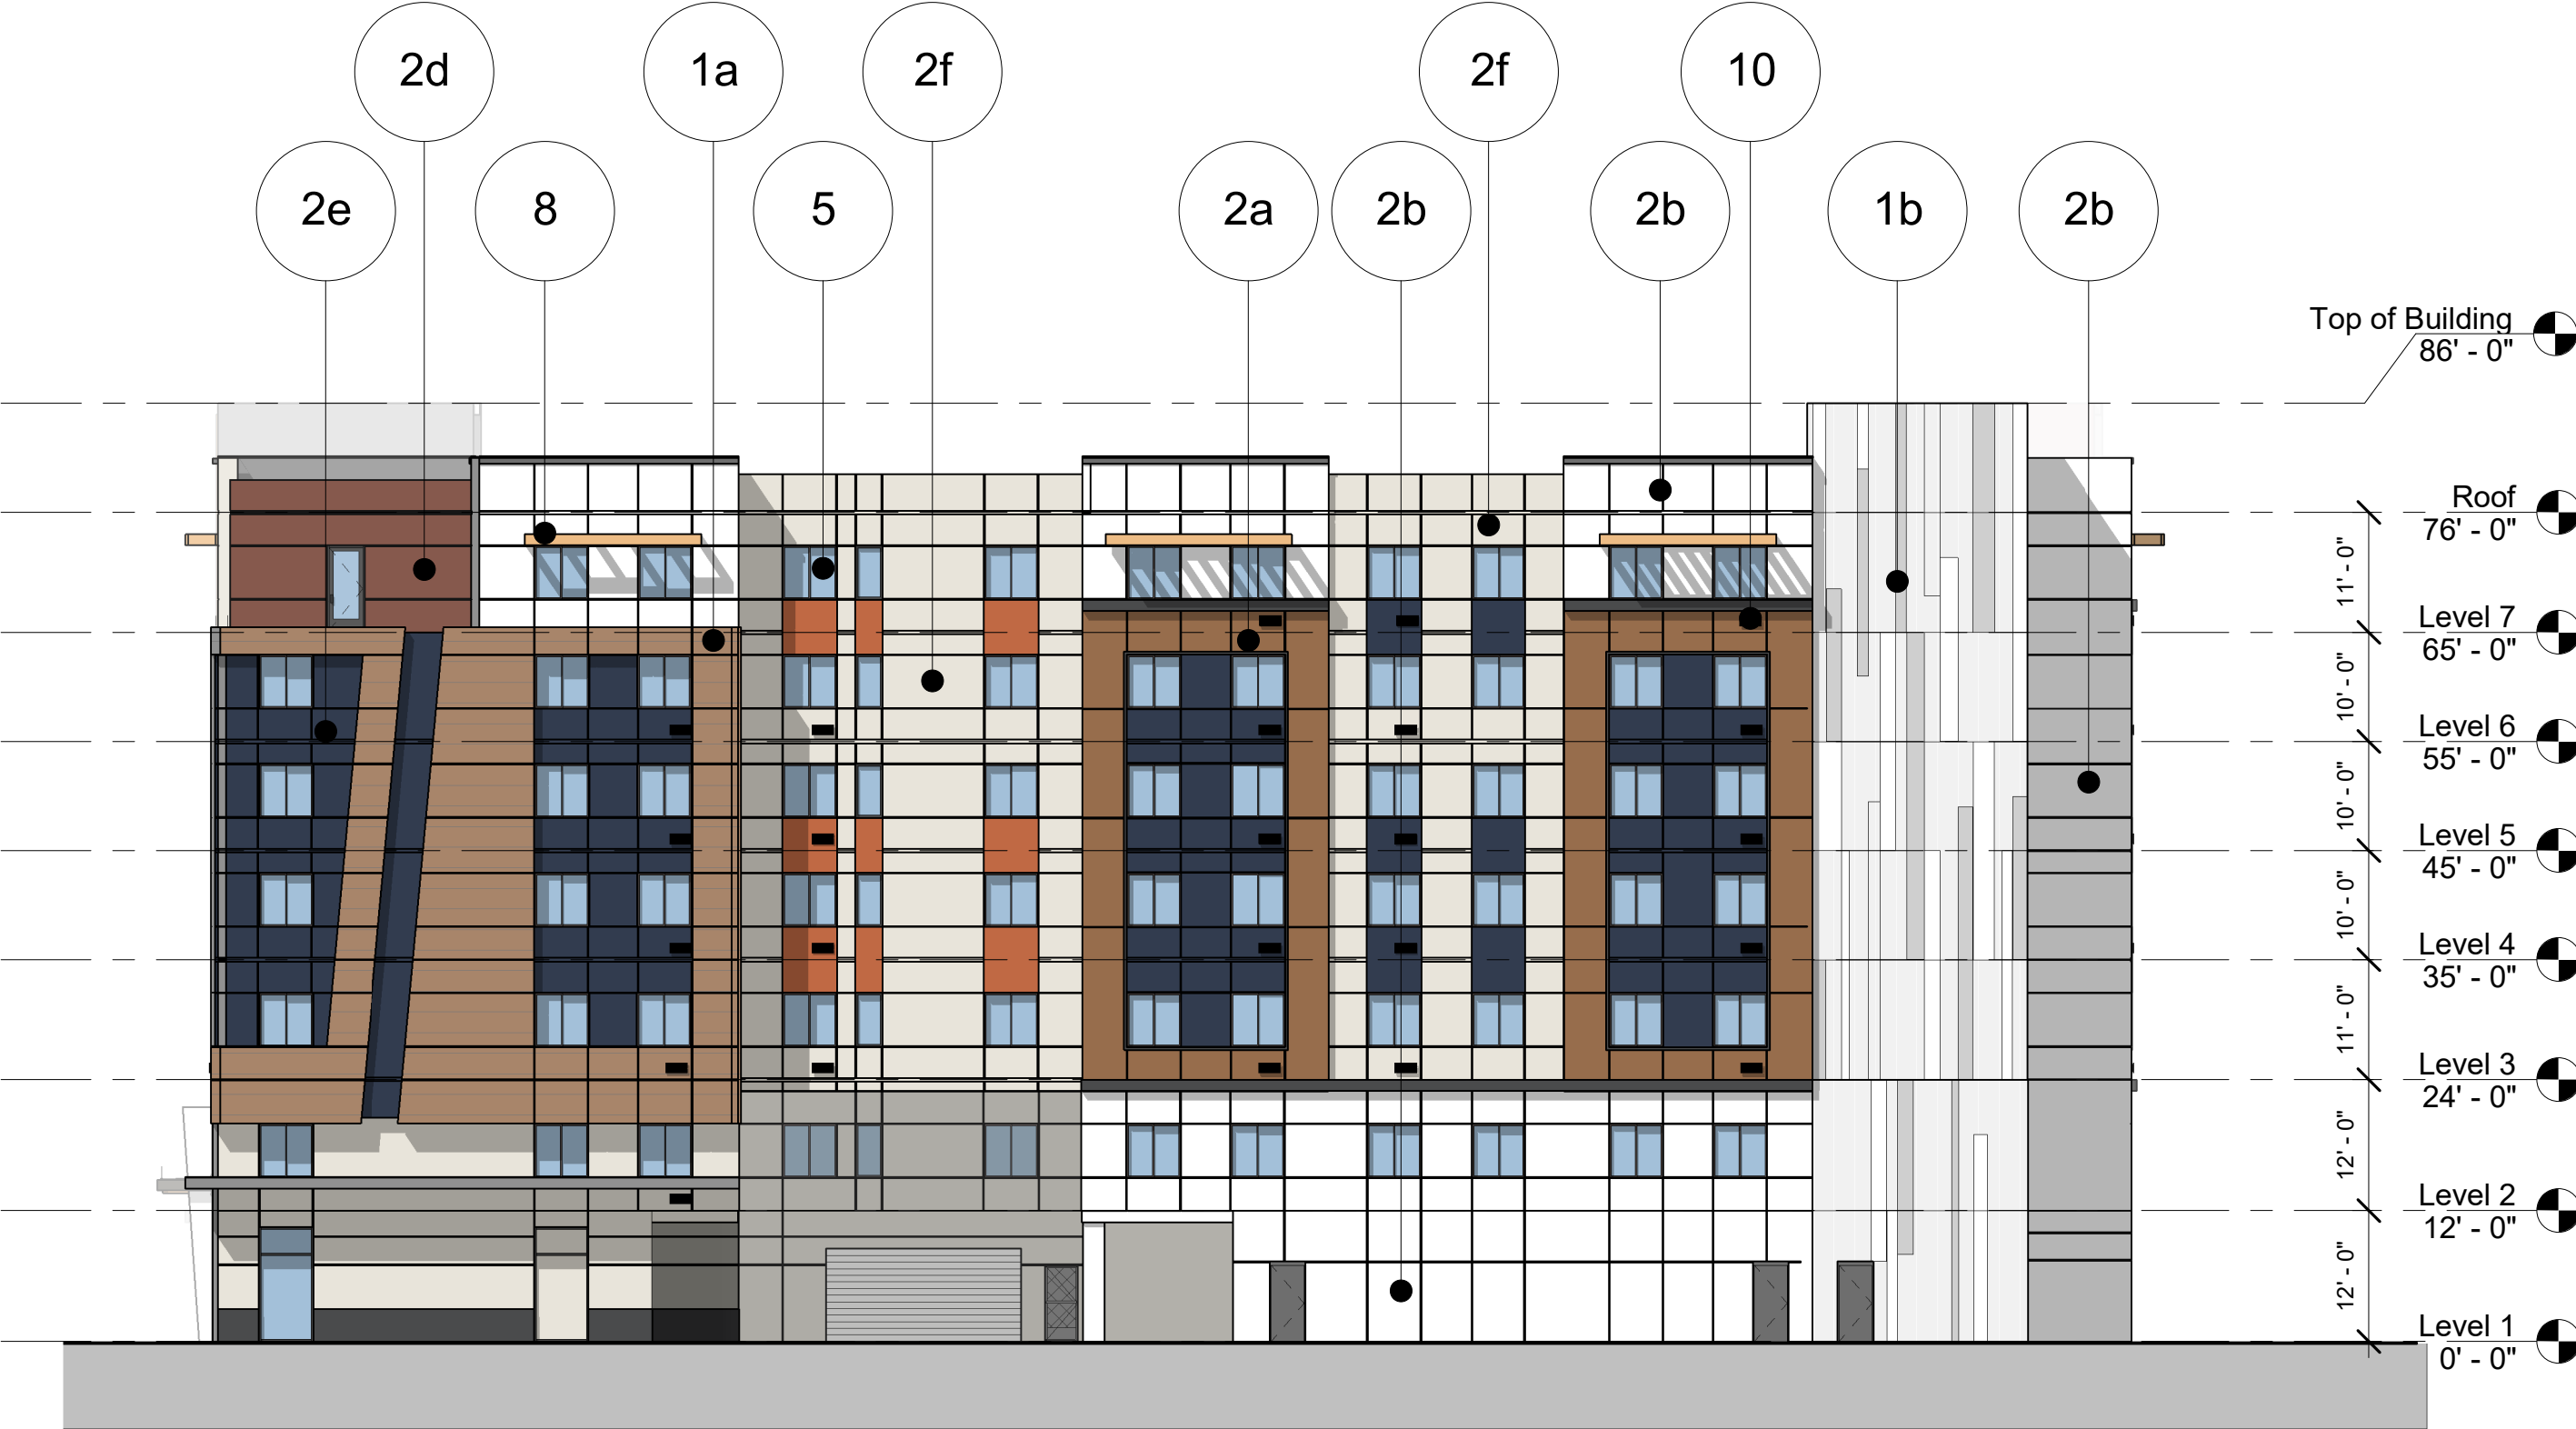 2d
1a
2f
2f
10
2e
8
5
2a
2b
2b
1b
2b
Top of Building
86' - 0"
Roof
76' - 0"
11' - 0"
Level 7
65' - 0"
10' - 0"
Level 6
55' - 0"
10' - 0"
Level 5
45' - 0"
10' - 0"
Level 4
35' - 0"
11' - 0"
Level 3
24' - 0"
12' - 0"
Level 2
12' - 0"
12' - 0"
Level 1
0' - 0"